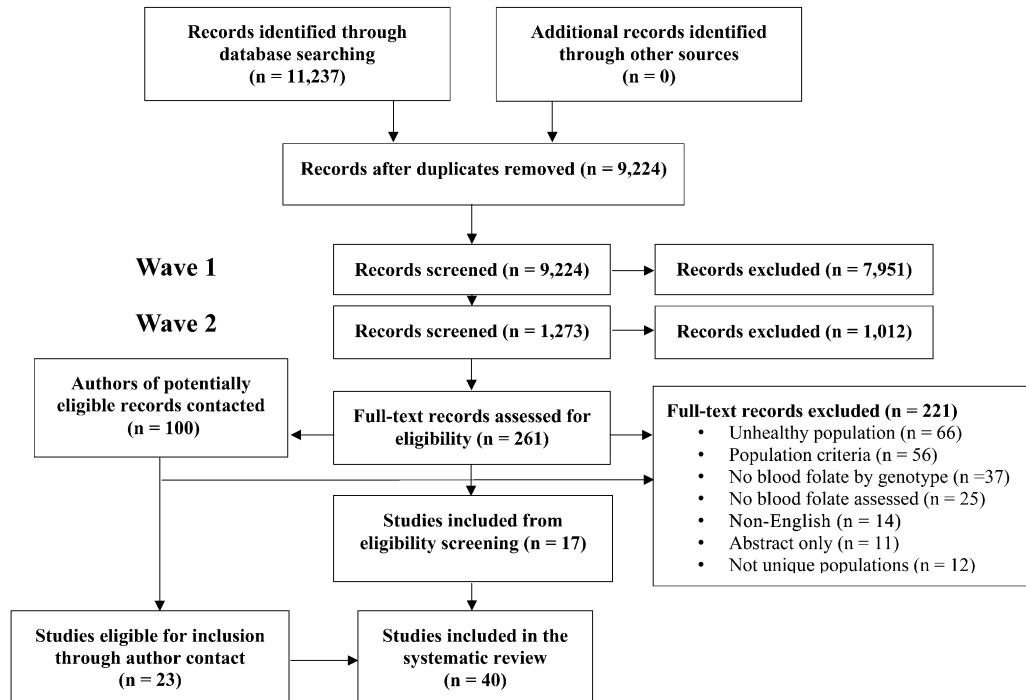 Records identified through
database searching
(n = 11,237)
Additional records identified
through other sources
(n = 0)
Records after duplicates removed (n = 9,224)
Wave 1
Records screened (n = 9,224)
Records excluded (n = 7,951)
Wave 2
Records screened (n = 1,273)
Records excluded (n = 1,012)
Authors of potentially
eligible records contacted
(n = 100)
Full-text records assessed for
eligibility (n = 261)
Full-text records excluded (n = 221)
• Unhealthy population (n = 66)
• Population criteria (n = 56)
• No blood folate by genotype (n =37)
• No blood folate assessed (n = 25)
• Non-English (n = 14)
• Abstract only (n = 11)
• Not unique populations (n = 12)
Studies included from
eligibility screening (n = 17)
Studies eligible for inclusion
through author contact
(n = 23)
Studies included in the
systematic review
(n = 40)